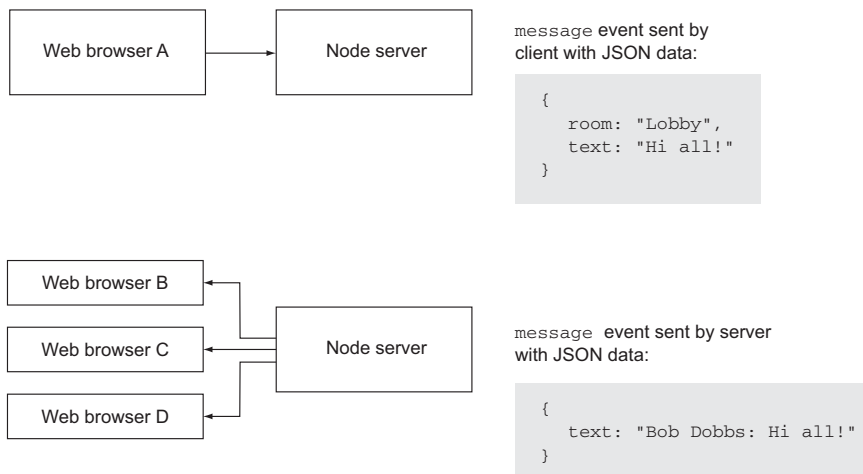 Web browser A
Node server
message event sent by
client with JSON data:
{
room: "Lobby",
text: "Hi all!"
}
Web browser B
Web browser C
Web browser D
Node server
message event sent by server
with JSON data:
{
text: "Bob Dobbs: Hi all!"
}